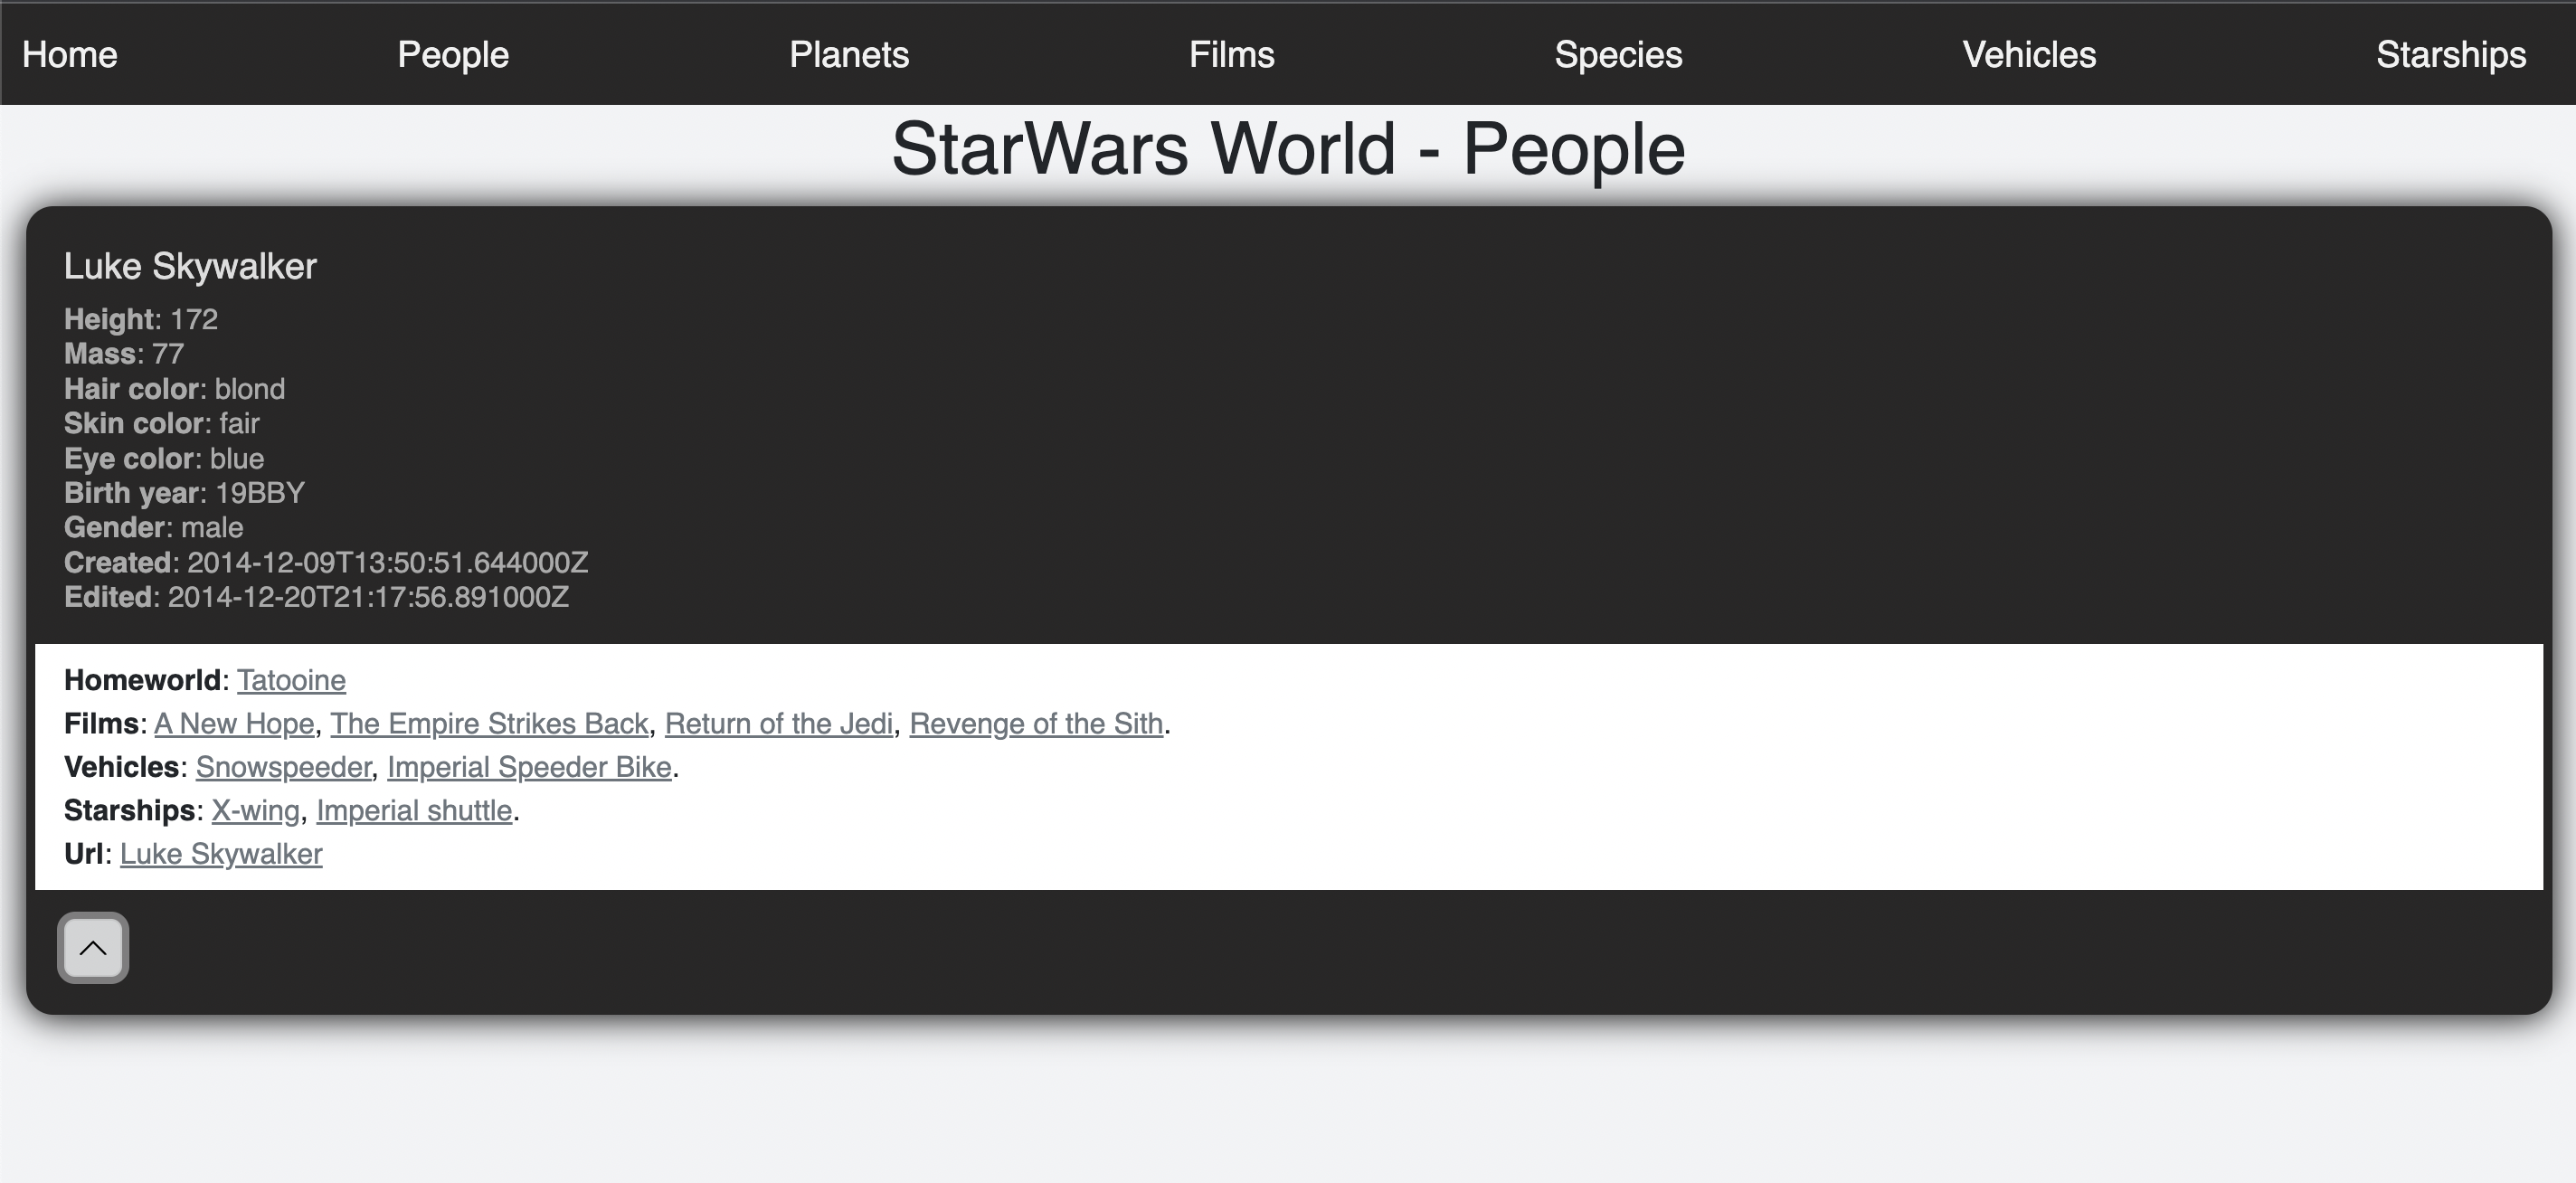 Home People Planets Films Species Vehicles Starships
StarWars World - People
Luke Skywalker
Height: 172
Mass: 77
Hair color: blond
Skin color: fair
Eye color: blue
Birth year: 19BBY
Gender: male
Created: 2014-12-09T13:50:51.644000Z
Edited: 2014-12-20T21:17:56.891000Z
Homeworld: Tatooine
Films: A New Hope, The Empire Strikes Back, Return of the Jedi, Revenge of the Sith.
Vehicles: Snowspeeder, Imperial Speeder Bike.
Starships: X-wing, Imperial shuttle.
Url: Luke Skywalker